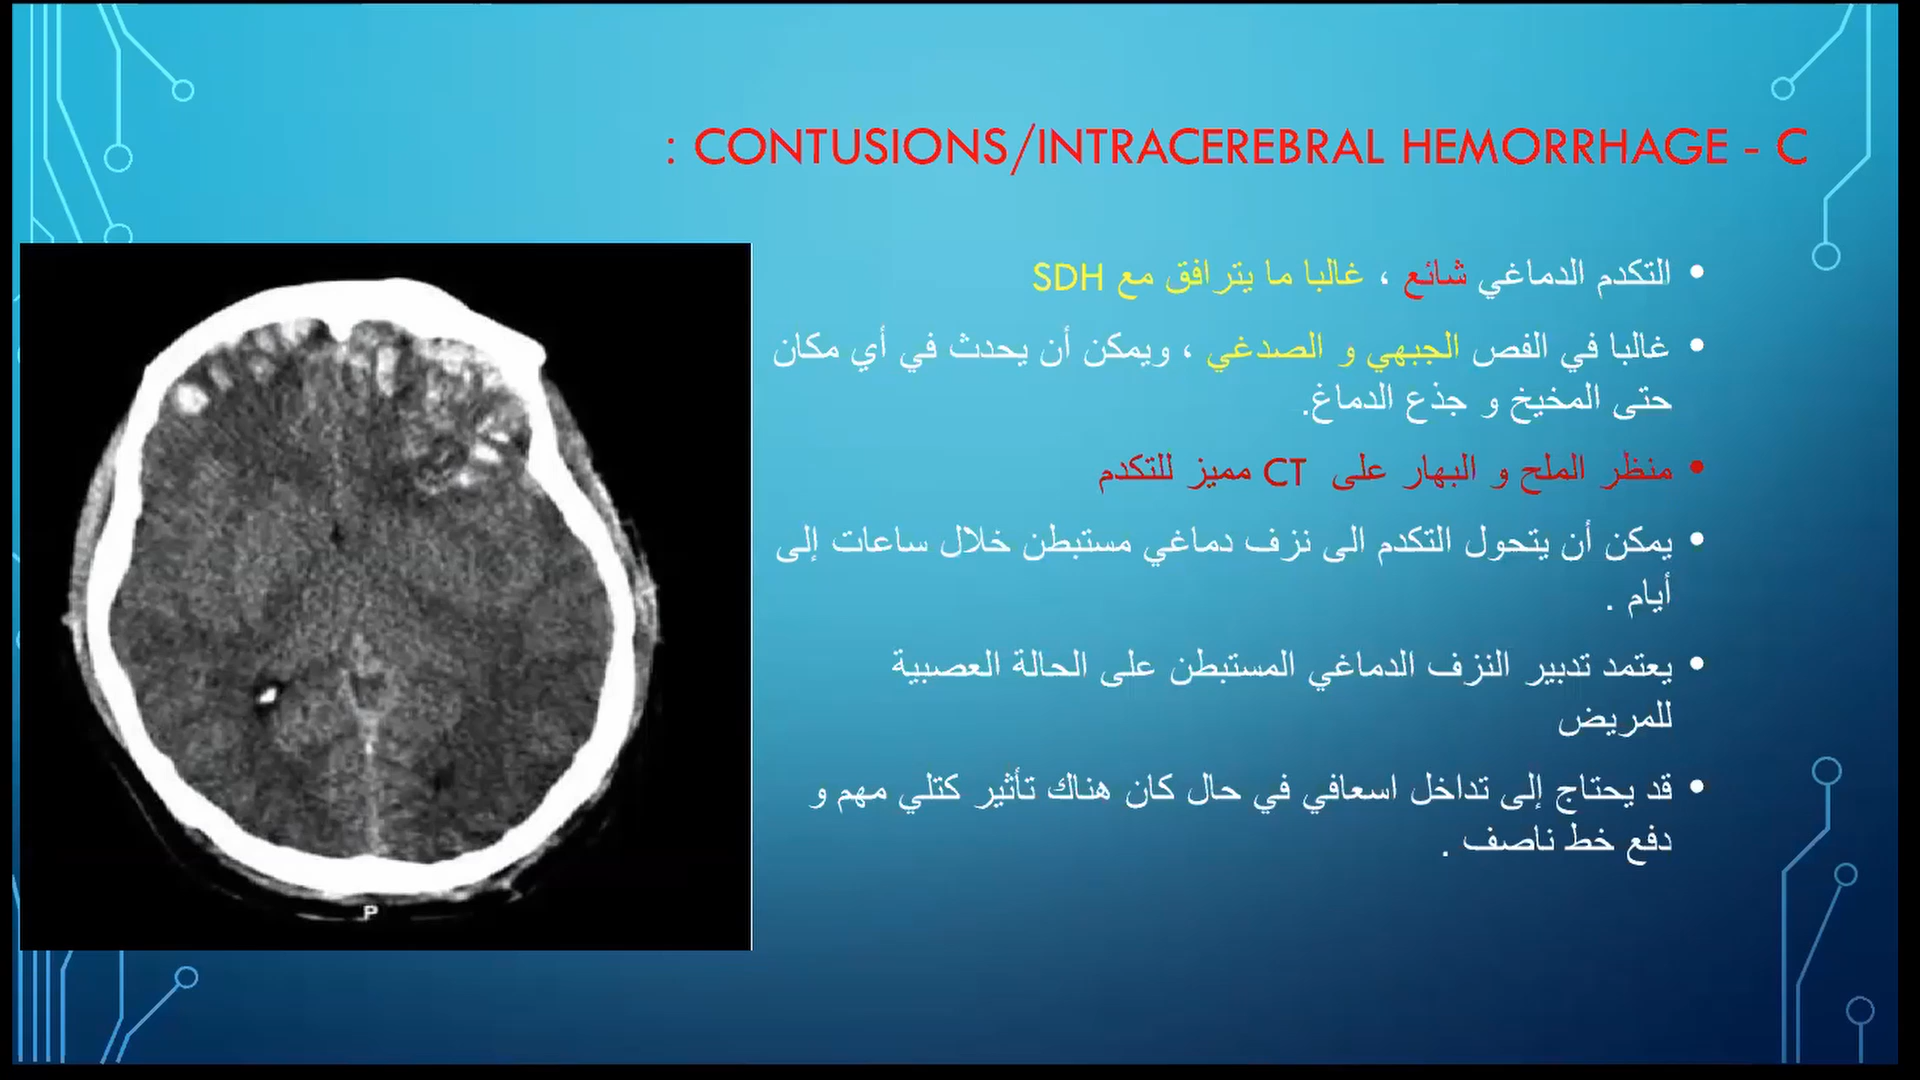 C - CONTUSIONS/INTRACEREBRAL HEMORRHAGE :
• التكدم الدماغي شائع ، غالبا ما يترافق مع SDH
• غالبا في الفص الجبهي و الصدغي ، ويمكن أن يحدث في أي مكان
حتى المخيخ و جذع الدماغ.
• منظر الملح و البهار على CT مميز للتكدم
• يمكن أن يتحول التكدم الى نزف دماغي مستبطن خلال ساعات إلى
أيام .
• يعتمد تدبير النزف الدماغي المستبطن على الحالة العصبية
للمريض
• قد يحتاج إلى تداخل اسعافي في حال كان هناك تأثير كتلي مهم و
دفع خط ناصف .
P